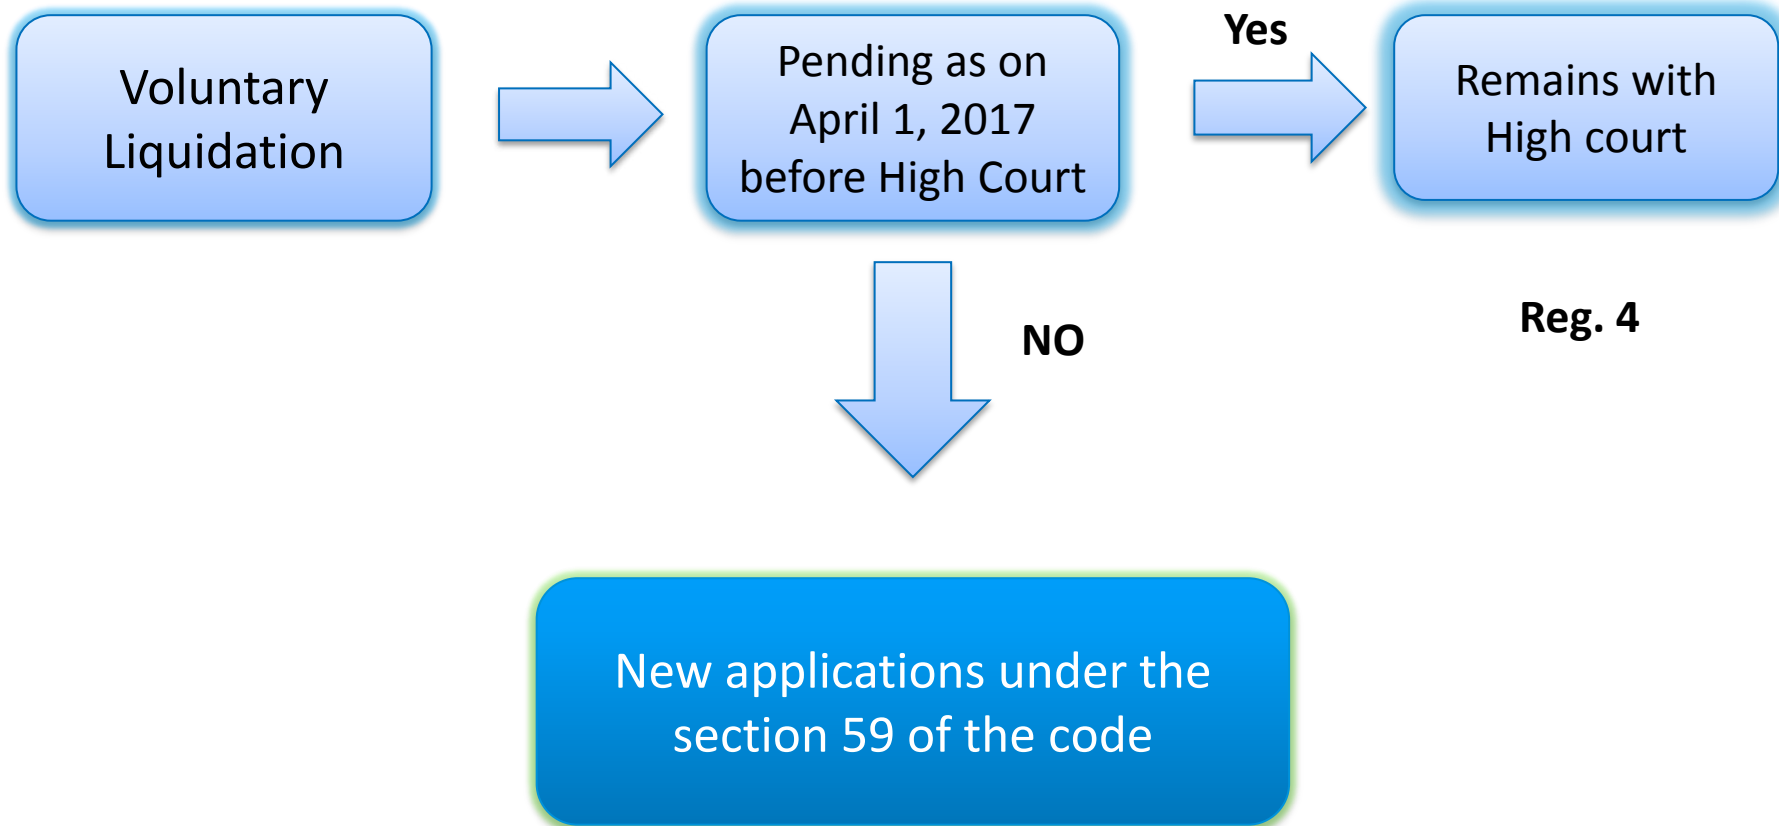 Voluntary
Liquidation
Pending as on
April 1, 2017
before High Court
Yes
Remains with
High court
Reg. 4
NO
New applications under the
section 59 of the code